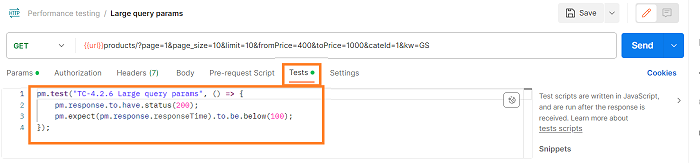 HTTP
Performance testing / Large query params
Save
GET
{{url}}products/?page=1&page_size=10&limit=10&fromPrice=400&toPrice=1000&cateId=1&kw=GS
Send
Params Authorization Headers (7) Body Pre-request Script Tests Settings
Cookies
1 pm.test("TC-4.2.6 Large query params", () => {
2 pm.response.to.have.status(200);
3 pm.expect(pm.response.responseTime).to.be.below(100);
4 });
Test scripts are written in JavaScript,
and are run after the response is
received. Learn more about
tests scripts
Snippets